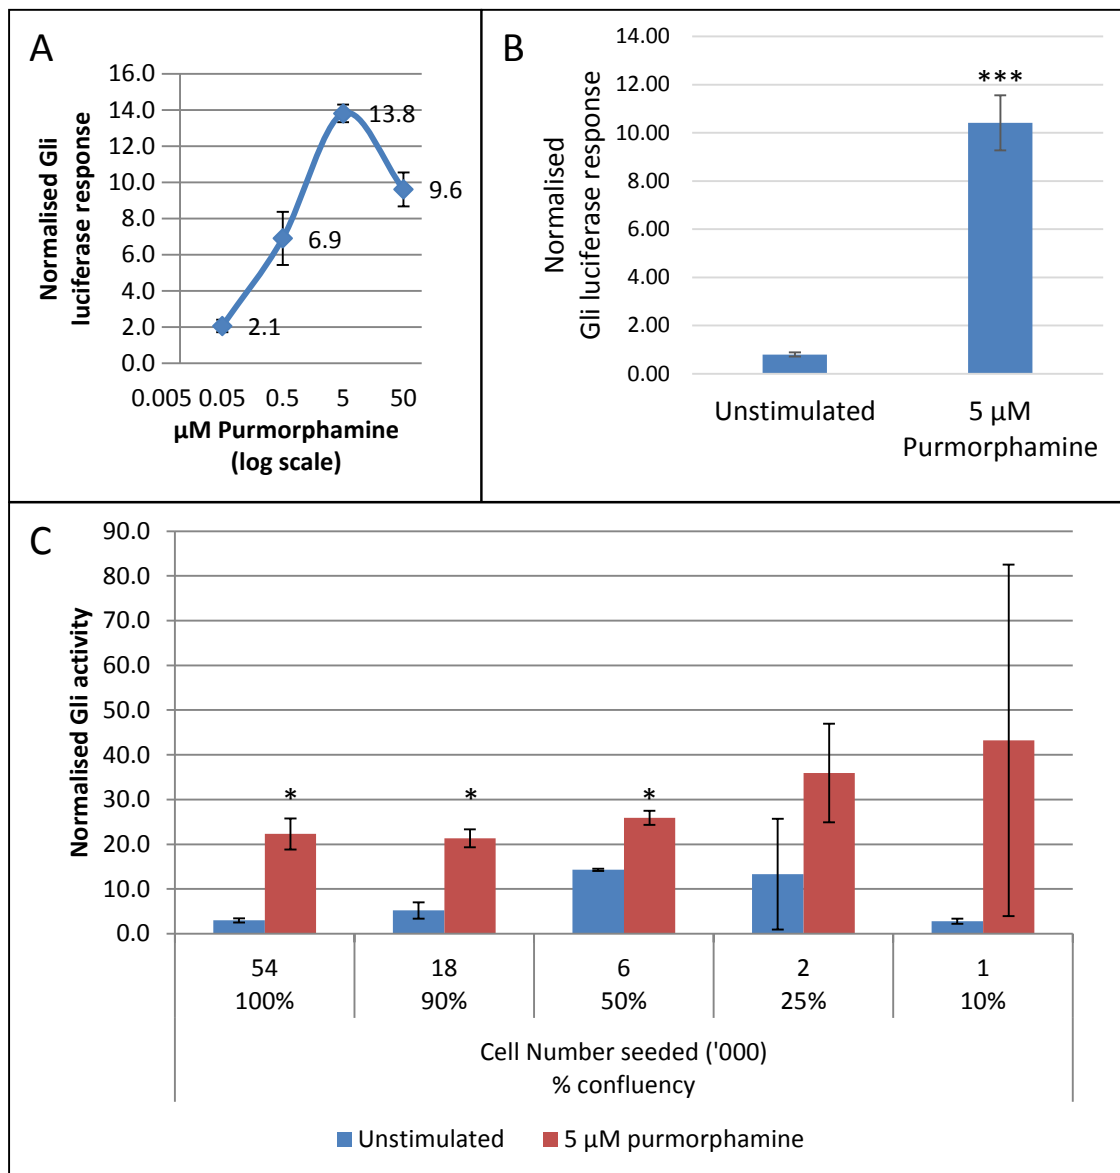 A
16.0
14.0
12.0
10.0
8.0
6.0
4.0
2.0
0.0
Normalised Gli
luciferase response
13.8
9.6
6.9
2.1
0.005 0.05 0.5 5 50
µM Purmorphamine
(log scale)
B
14.00
12.00
10.00
8.00
6.00
4.00
2.00
0.00
Normalised
Gli luciferase response
***
Unstimulated
5 µM
Purmorphamine
C
90.0
80.0
70.0
60.0
50.0
40.0
30.0
20.0
10.0
0.0
Normalised Gli activity
* * *
54 18 6 2 1
100% 90% 50% 25% 10%
Cell Number seeded ('000)
% confluency
Unstimulated 5 µM purmorphamine